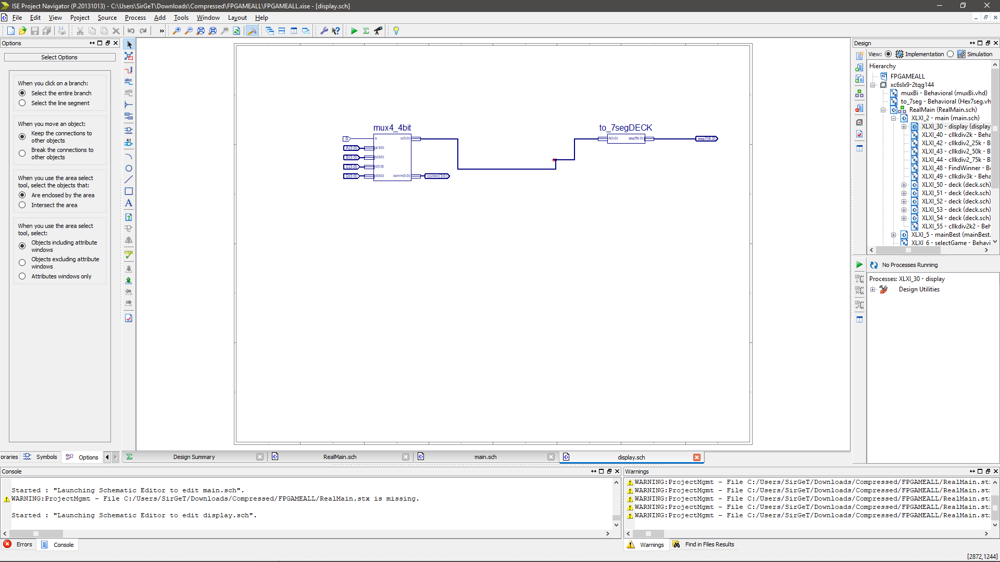 ISE Project Navigator (P.20131013) - C:\Users\SirGeT\Downloads\Compressed\FPGAMEALL\FPGAMEALL.xise - [display.sch]
File Edit View Project Source Process Add Tools Window Layout Help
Options
Select Options
When you click on a branch:
Select the entire branch
Select the line segment
When you move an object:
Keep the connections to
other objects
Break the connections to
other objects
When you use the area select
tool, select the objects that:
Are enclosed by the area
Intersect the area
When you use the area select
tool, select:
Objects including attribute
windows
Objects excluding attribute
windows
Attributes windows only
oraries Symbols Options
mux4_4bit
S s o(3:0)
A(3:0) a(3:0)
B(3:0) b(3:0)
C(3:0) c(3:0)
D(3:0) d(3:0) comm(3:0) comm(3:0)
to_7segDECK
A(3:0) seg7(6:0) seg7(6:0)
Design Summary RealMain.sch main.sch display.sch
Design
View: Implementation Simulation
Hierarchy
FPGAMEALL
xc6slx9-2tqg144
muxBi - Behavioral (muxBi.vhd)
to_7seg - Behavioral (Hex7seg.vh
RealMain (RealMain.sch)
XLXI_2 - main (main.sch)
XLXI_30 - display (display
XLXI_40 - cllkdiv2k - Beha
XLXI_42 - cllkdiv2_25k - B
XLXI_43 - cllkdiv2_50k - B
XLXI_44 - cllkdiv2_75k - B
XLXI_48 - FindWinner - B
XLXI_49 - cllkdiv3k - Beha
XLXI_50 - deck (deck.sch)
XLXI_51 - deck (deck.sch)
XLXI_52 - deck (deck.sch)
XLXI_53 - deck (deck.sch)
XLXI_54 - deck (deck.sch)
XLXI_55 - cllkdiv2k2 - Beh
XLXI_5 - mainBest (mainBest.
XLXI_6 - selectGame - Behavi
No Processes Running
Processes: XLXI_30 - display
Design Utilities
Console
Started : "Launching Schematic Editor to edit main.sch".
WARNING:ProjectMgmt - File C:/Users/SirGeT/Downloads/Compressed/FPGAMEALL/RealMain.stx is missing.
Started : "Launching Schematic Editor to edit display.sch".
Errors Console
Warnings
WARNING:ProjectMgmt - File C:/Users/SirGeT/Downloads/Compressed/FPGAMEALL/RealMain.st
WARNING:ProjectMgmt - File C:/Users/SirGeT/Downloads/Compressed/FPGAMEALL/RealMain.st
WARNING:ProjectMgmt - File C:/Users/SirGeT/Downloads/Compressed/FPGAMEALL/RealMain.st
WARNING:ProjectMgmt - File C:/Users/SirGeT/Downloads/Compressed/FPGAMEALL/RealMain.st
WARNING:ProjectMgmt - File C:/Users/SirGeT/Downloads/Compressed/FPGAMEALL/RealMain.st
Warnings Find in Files Results
[2872,1244]